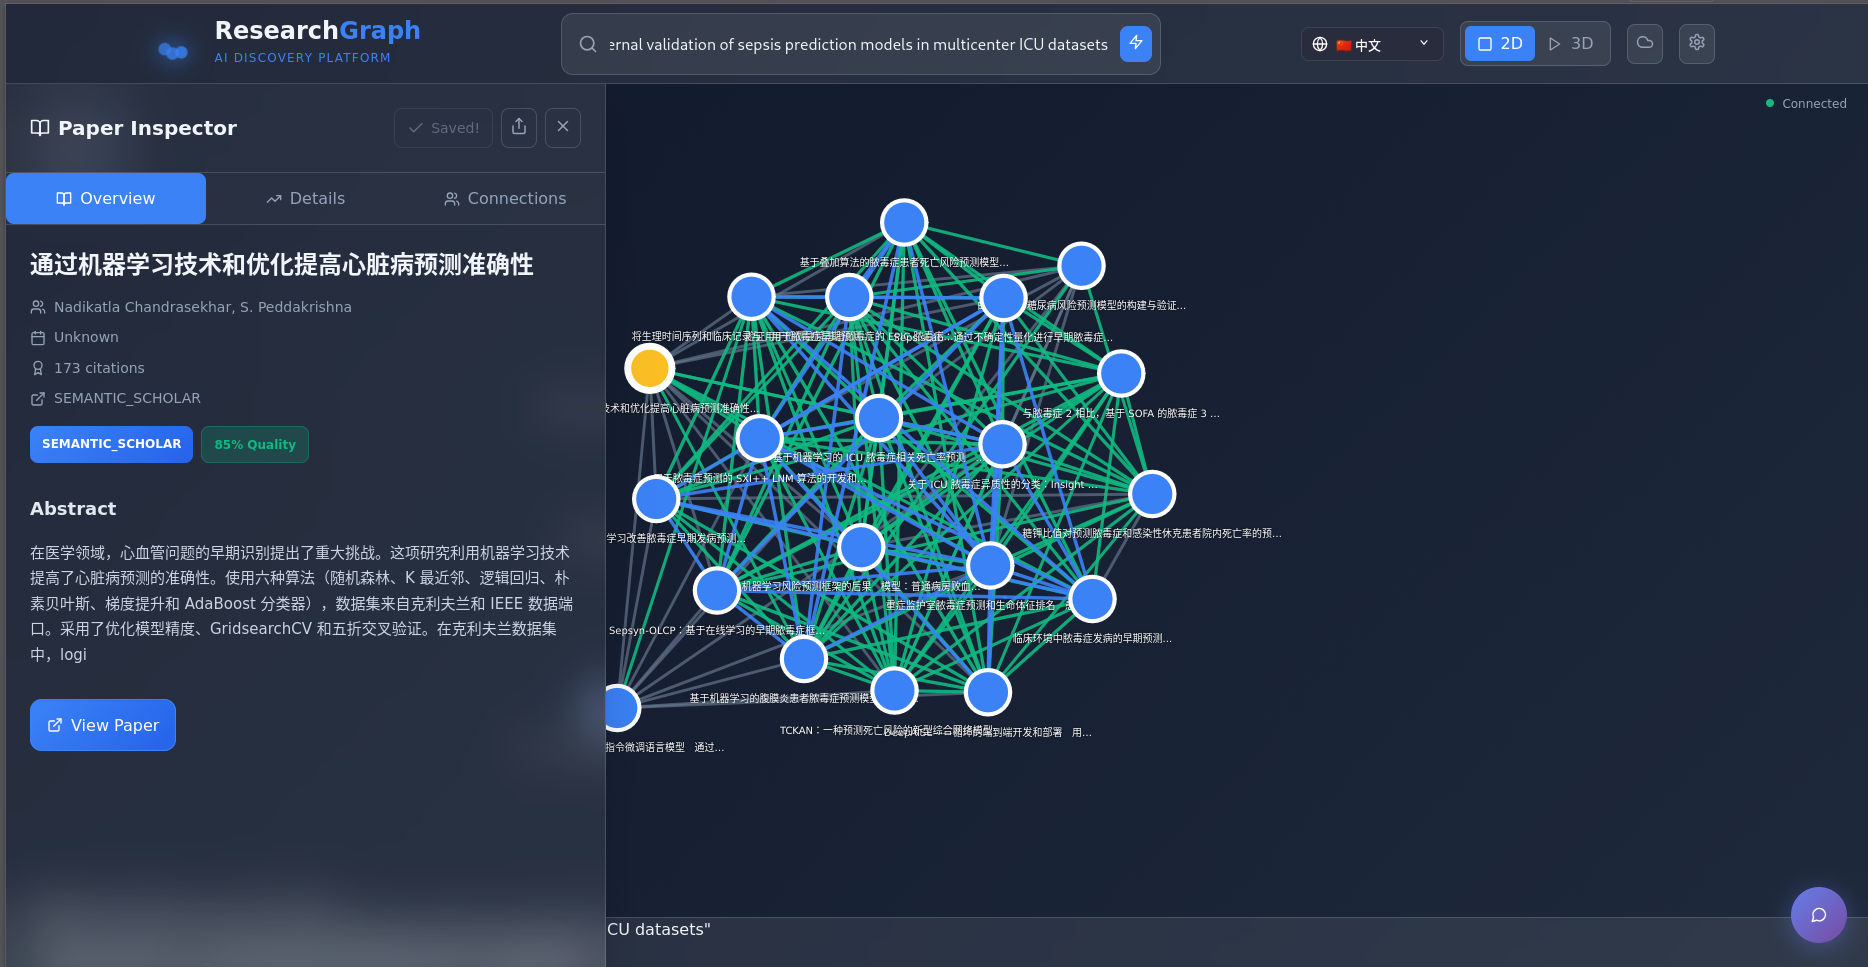 ResearchGraph
AI DISCOVERY PLATFORM
ernal validation of sepsis prediction models in multicenter ICU datasets
中文
2D
3D
Connected
Paper Inspector
Saved!
Overview
Details
Connections
通过机器学习技术和优化提高心脏病预测准确性
Nadikatla Chandrasekhar, S. Peddakrishna
Unknown
173 citations
SEMANTIC_SCHOLAR
SEMANTIC_SCHOLAR
85% Quality
Abstract
在医学领域，心血管问题的早期识别提出了重大挑战。这项研究利用机器学习技术
提高了心脏病预测的准确性。使用六种算法（随机森林、K 最近邻、逻辑回归、朴
素贝叶斯、梯度提升和 AdaBoost 分类器），数据集来自克利夫兰和 IEEE 数据端
口。采用了优化模型精度、GridsearchCV 和五折交叉验证。在克利夫兰数据集
中，logi
View Paper
基于叠加算法的脓毒症患者死亡风险预测模型...
糖尿病风险预测模型的构建与验证...
将生理时间序列和临床记录
：通过不确定性量化进行早期脓毒症...
技术和优化提高心脏病预测准确性...
与脓毒症 2 相比，基于 SOFA 的脓毒症 3 ...
基于机器学习的 ICU 脓毒症相关死亡率预测
脓毒症预测的 SXI++ LNM 算法的开发和...
关于 ICU 脓毒症异质性的分类：Insight ...
学习改善脓毒症早期发病预测...
糖钾比值对预测脓毒症和感染性休克患者院内死亡率的预...
机器学习风险预测框架的后果
模型：普通病房败血...
重症监护室脓毒症预测和生命体征排名
Sepsyn-OLCP：基于在线学习的早期脓毒症框...
临床环境中脓毒症发病的早期预测...
基于机器学习的腹膜炎患者脓毒症预测模型
TCKAN：一种预测死亡风险的新型综合网络模型
端到端开发和部署 用...
指令微调语言模型 通过...
CU datasets"